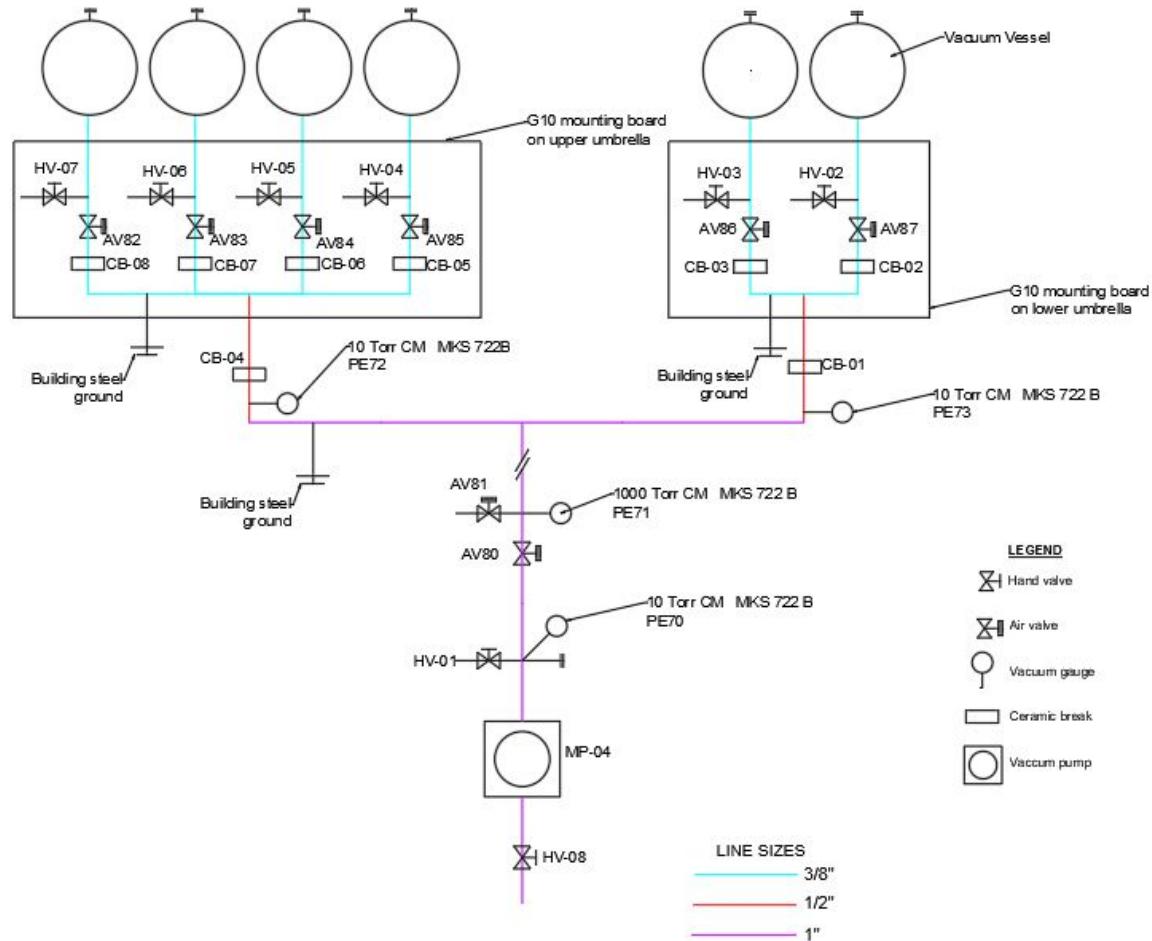 Vacuum Vessel
G10 mounting board
on upper umbrella
HV-07
HV-06
HV-05
HV-04
HV-03
HV-02
AV82
AV83
AV84
AV85
AV86
AV87
CB-08
CB-07
CB-06
CB-05
CB-03
CB-02
G10 mounting board
on lower umbrella
CB-04
10 Torr CM MKS 722B
PE72
Building steel
ground
Building steel
ground
CB-01
10 Torr CM MKS 722 B
PE73
Building steel
ground
AV81
1000 Torr CM MKS 722 B
PE71
AV80
10 Torr CM MKS 722 B
PE70
HV-01
MP-04
HV-08
LEGEND
Hand valve
Air valve
Vacuum gauge
Ceramic break
Vaccum pump
LINE SIZES
3/8"
1/2"
1"